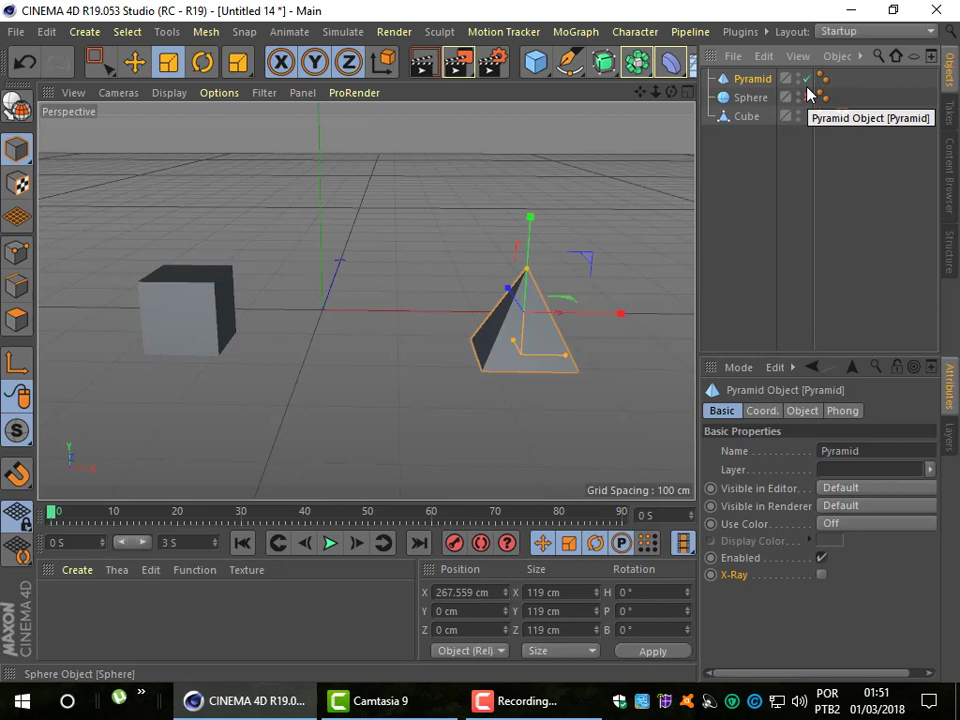 CINEMA 4D R19.053 Studio (RC - R19) - [Untitled 14 *] - Main
File Edit Create Select Tools Mesh Snap Animate Simulate Render Sculpt Motion Tracker MoGraph Character Pipeline Plugins Layout: Startup
X Y Z
File Edit View Objec
View Cameras Display Options Filter Panel ProRender
Perspective
Pyramid
Sphere
Cube
Pyramid Object [Pyramid]
Objects
Takes
Content Browser
Structure
Y
Z
Grid Spacing : 100 cm
Mode Edit
Pyramid Object [Pyramid]
Basic Coord. Object Phong
Basic Properties
Name Pyramid
Layer
Visible in Editor Default
Visible in Renderer Default
Use Color Off
Display Color
Enabled
X-Ray
Attributes
Layers
0 10 20 30 40 50 60 70 80 90 0 S
0 S 3 S
Create Thea Edit Function Texture
Position Size Rotation
X 267.559 cm X 119 cm H 0 °
Y 0 cm Y 119 cm P 0 °
Z 0 cm Z 119 cm B 0 °
Object (Rel) Size Apply
MAXON
CINEMA 4D
Sphere Object [Sphere]
CINEMA 4D R19.0... Camtasia 9 Recording...
POR
PTB2
01:51
01/03/2018